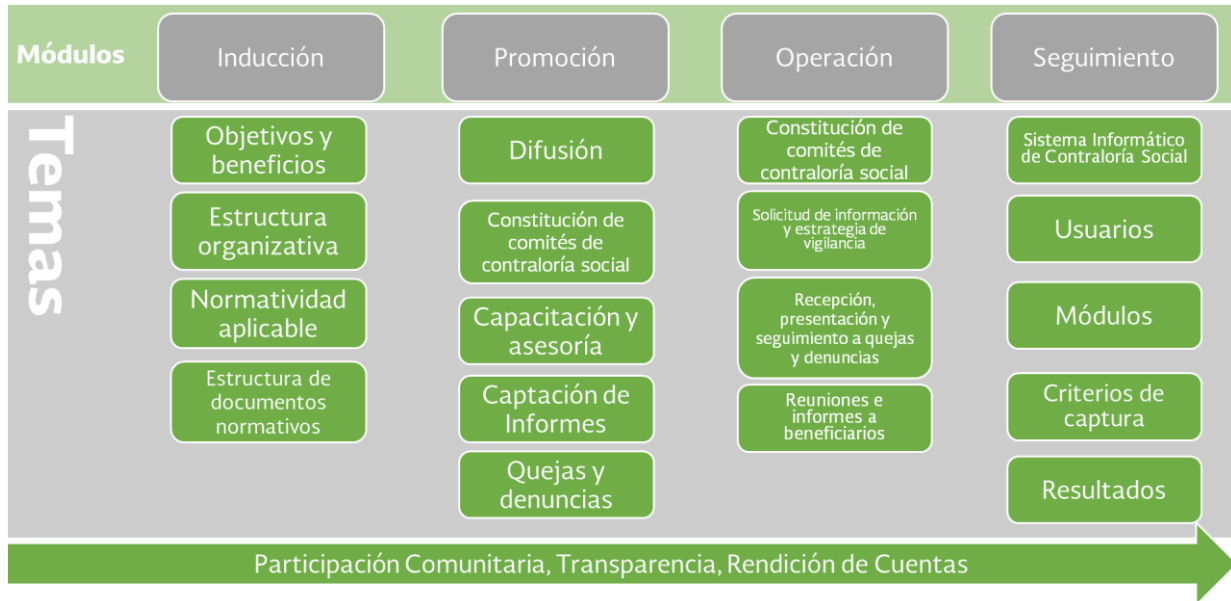 Módulos
Inducción
Promoción
Operación
Seguimiento
Temas
Objetivos y
beneficios
Estructura
organizativa
Normatividad
aplicable
Estructura de
documentos
normativos
Difusión
Constitución de
comités de
contraloría social
Capacitación y
asesoría
Captación de
Informes
Quejas y
denuncias
Constitución de
comités de
contraloría social
Solicitud de información
y estrategia de
vigilancia
Recepción,
presentación y
seguimiento a quejas
y denuncias
Reuniones e
informes a
beneficiarios
Sistema Informático
de Contraloría Social
Usuarios
Módulos
Criterios de
captura
Resultados
Participación Comunitaria, Transparencia, Rendición de Cuentas